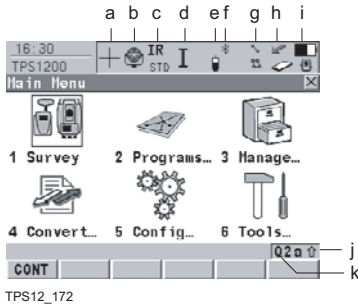 a b c d e f g h i
16:30
TPS1200
IR
STD
Main Menu
1 Survey 2 Programs… 3 Manage…
4 Convert… 5 Config… 6 Tools…
Q2a⇧ j
k
CONT
TPS12_172